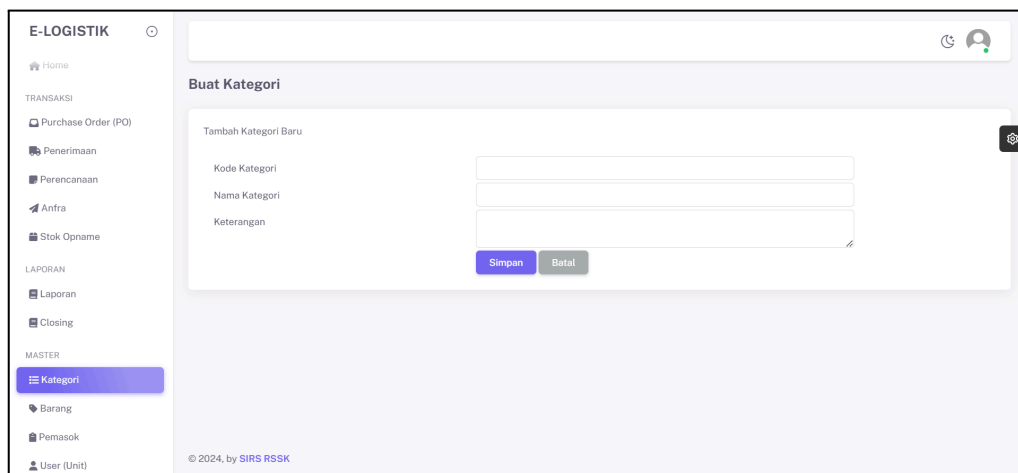 E-LOGISTIK
Home
TRANSAKSI
Purchase Order (PO)
Penerimaan
Perencanaan
Anfra
Stok Opname
LAPORAN
Laporan
Closing
MASTER
Kategori
Barang
Pemasok
User (Unit)
Buat Kategori
Tambah Kategori Baru
Kode Kategori
Nama Kategori
Keterangan
Simpan Batal
© 2024, by SIRS RSSK